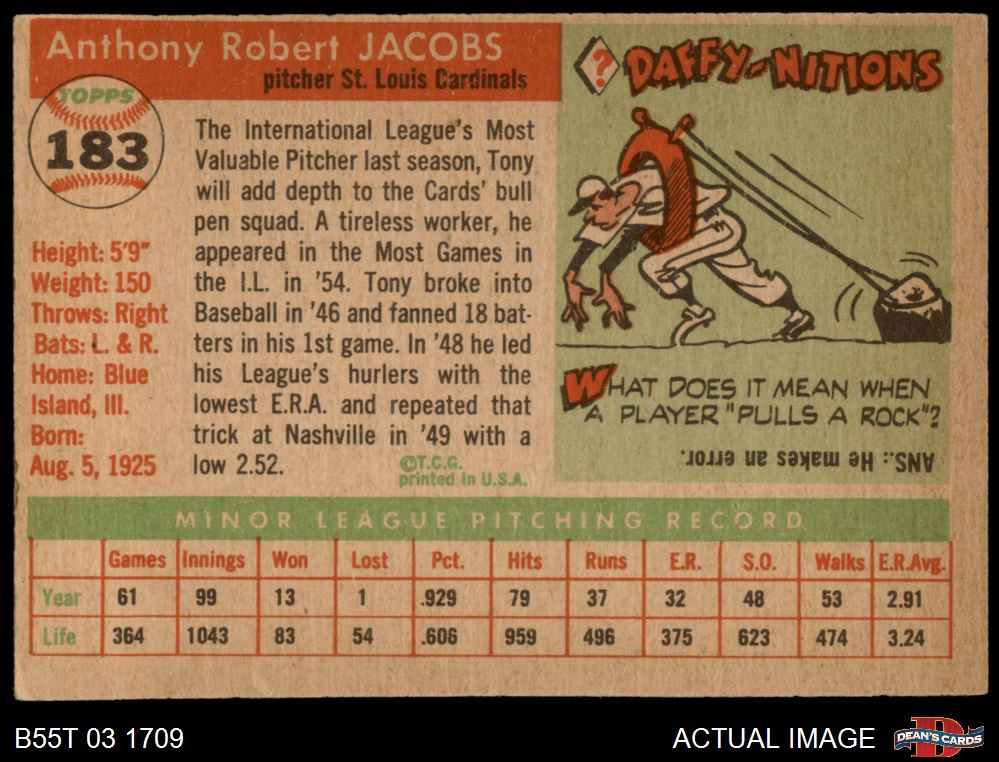 Anthony Robert JACOBS
pitcher St. Louis Cardinals
TOPPS
183
Height: 5'9"
Weight: 150
Throws: Right
Bats: L. & R.
Home: Blue
Island, Ill.
Born:
Aug. 5, 1925
The International League's Most
Valuable Pitcher last season, Tony
will add depth to the Cards' bull
pen squad. A tireless worker, he
appeared in the Most Games in
the I.L. in '54. Tony broke into
Baseball in '46 and fanned 18 bat-
ters in his 1st game. In '48 he led
his League's hurlers with the
lowest E.R.A. and repeated that
trick at Nashville in '49 with a
low 2.52.
©T.C.G.
printed in U.S.A.
? DAFFY-NITIONS
WHAT DOES IT MEAN WHEN
A PLAYER "PULLS A ROCK"?
ANS.: He makes an error.
MINOR LEAGUE PITCHING RECORD
Games Innings Won Lost Pct. Hits Runs E.R. S.O. Walks E.R.Avg.
Year 61 99 13 1 .929 79 37 32 48 53 2.91
Life 364 1043 83 54 .606 959 496 375 623 474 3.24
B55T 03 1709
ACTUAL IMAGE
D
DEAN'S CARDS